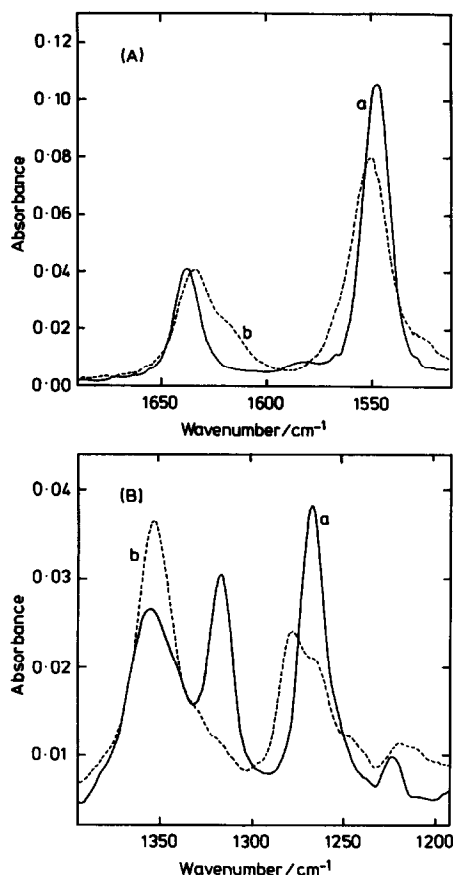 (A)
0·12
0·10
0·08
0·06
0·04
0·02
0·00
Absorbance
a
b
1650 1600 1550
Wavenumber/cm⁻¹
(B)
0·04
0·03
0·02
0·01
Absorbance
b
a
1350 1300 1250 1200
Wavenumber/cm⁻¹